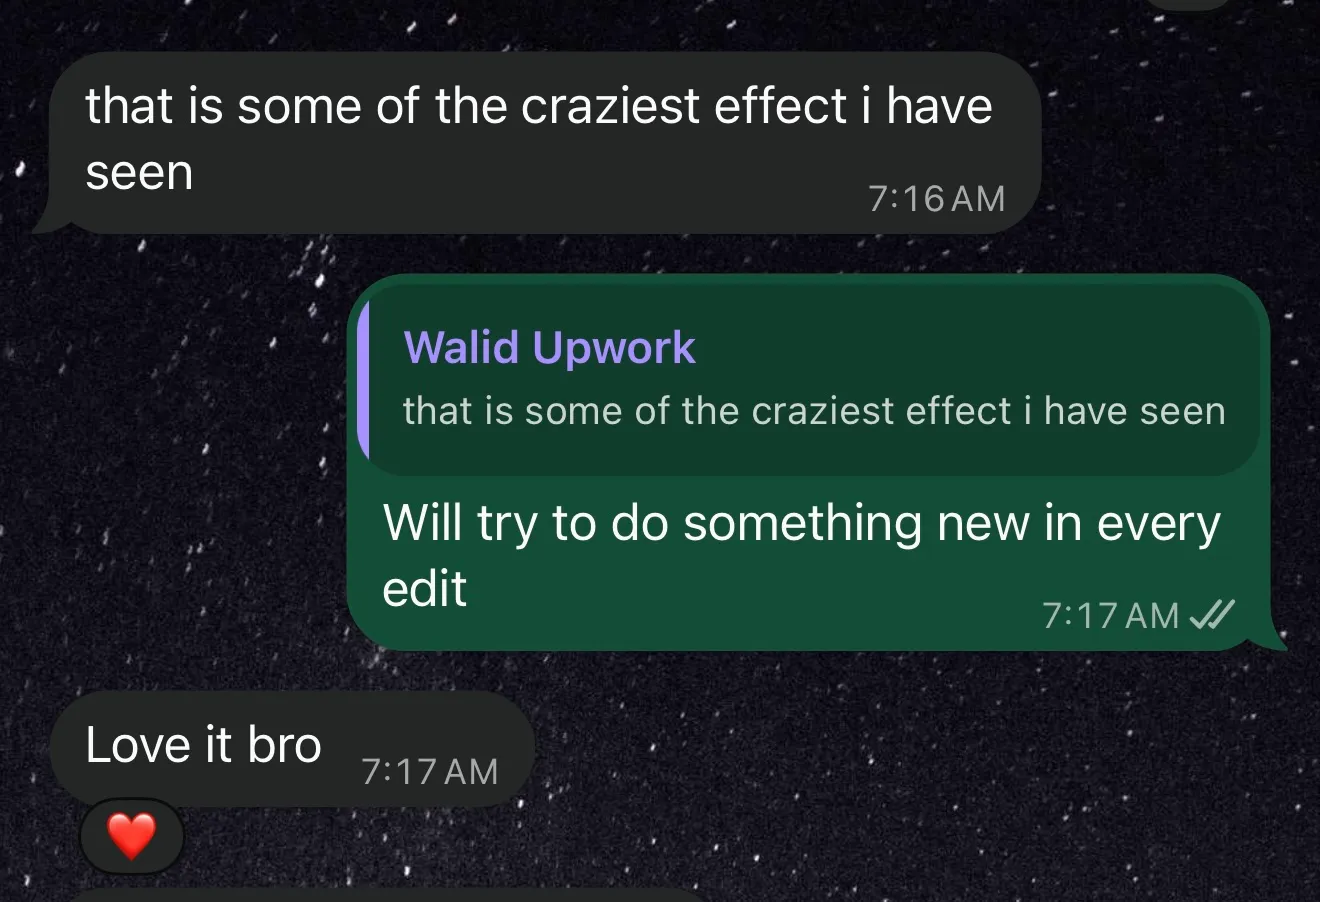 that is some of the craziest effect i have
seen
7:16 AM
Walid Upwork
that is some of the craziest effect i have seen
Will try to do something new in every
edit
7:17 AM
Love it bro
7:17 AM